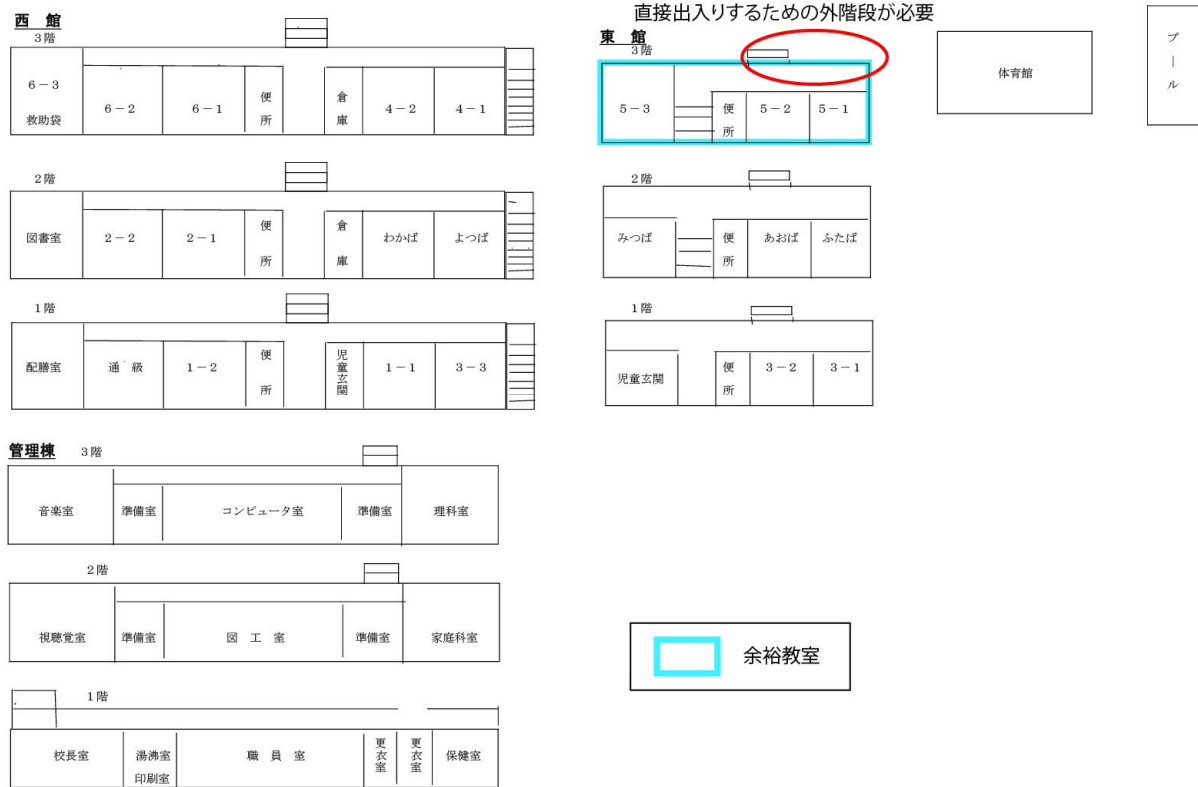 直接出入りするための外階段が必要
西 館
3階
6-3
救助袋
6-2
6-1
便所
倉庫
4-2
4-1
2階
図書室
2-2
2-1
便所
倉庫
わかば
よつば
1階
配膳室
通 級
1-2
便所
児童玄関
1-1
3-3
東 館
3階
5-3
便所
5-2
5-1
2階
みつば
便所
あおば
ふたば
1階
児童玄関
便所
3-2
3-1
体育館
プール
管理棟
3階
音楽室
準備室
コンピュータ室
準備室
理科室
2階
視聴覚室
準備室
図 工 室
準備室
家庭科室
1階
校長室
湯沸室
印刷室
職 員 室
更衣室
更衣室
保健室
余裕教室